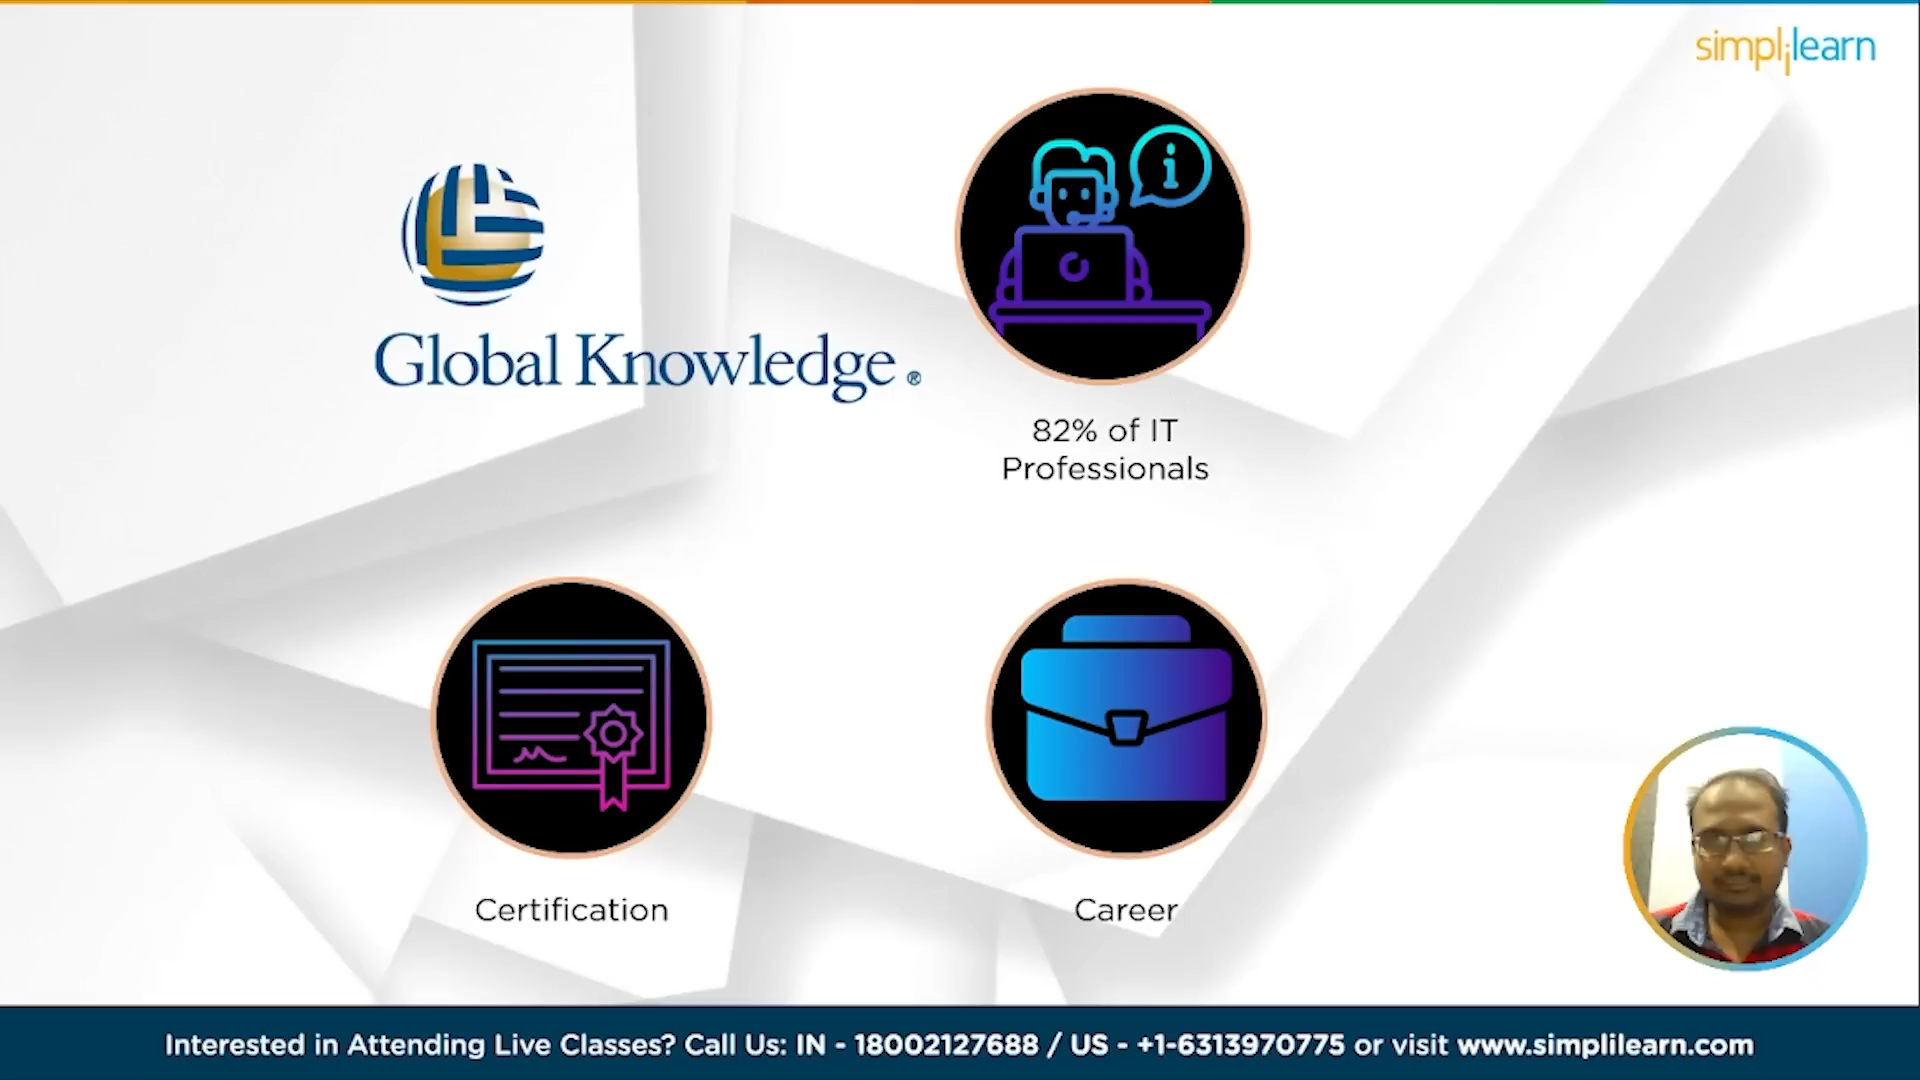 simplilearn
Global Knowledge ®
82% of IT
Professionals
Certification
Career
Interested in Attending Live Classes? Call Us: IN - 18002127688 / US - +1-6313970775 or visit www.simplilearn.com